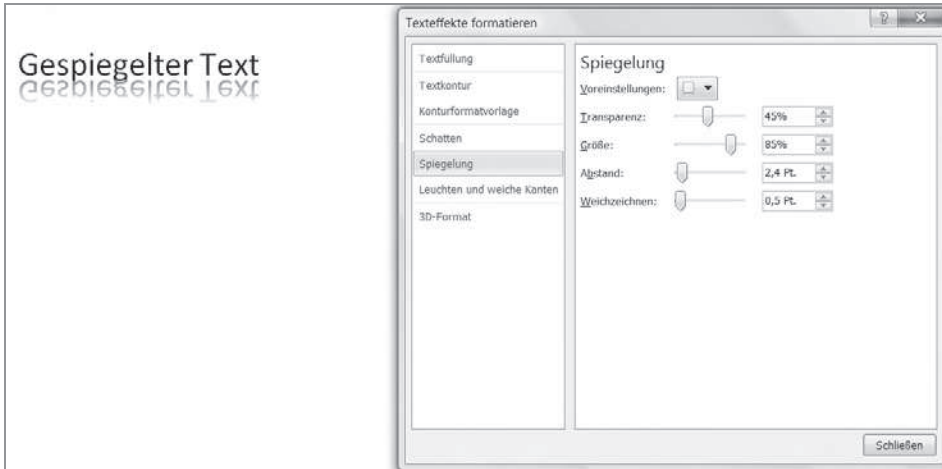 Gespiegelter Text
Texteffekte formatieren
Textfüllung
Textkontur
Konturformatvorlage
Schatten
Spiegelung
Leuchten und weiche Kanten
3D-Format
Spiegelung
Voreinstellungen:
Transparenz: 45%
Größe: 85%
Abstand: 2,4 Pt.
Weichzeichnen: 0,5 Pt.
Schließen